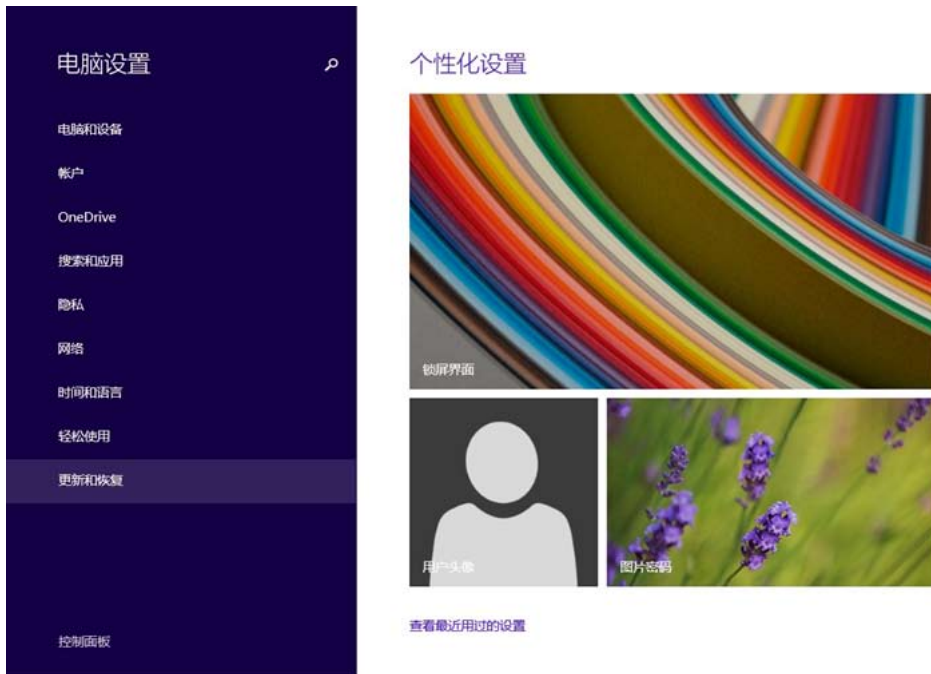 电脑设置
电脑和设备
帐户
OneDrive
搜索和应用
隐私
网络
时间和语言
轻松使用
更新和恢复
控制面板
个性化设置
锁屏界面
用户头像
图片密码
查看最近用过的设置